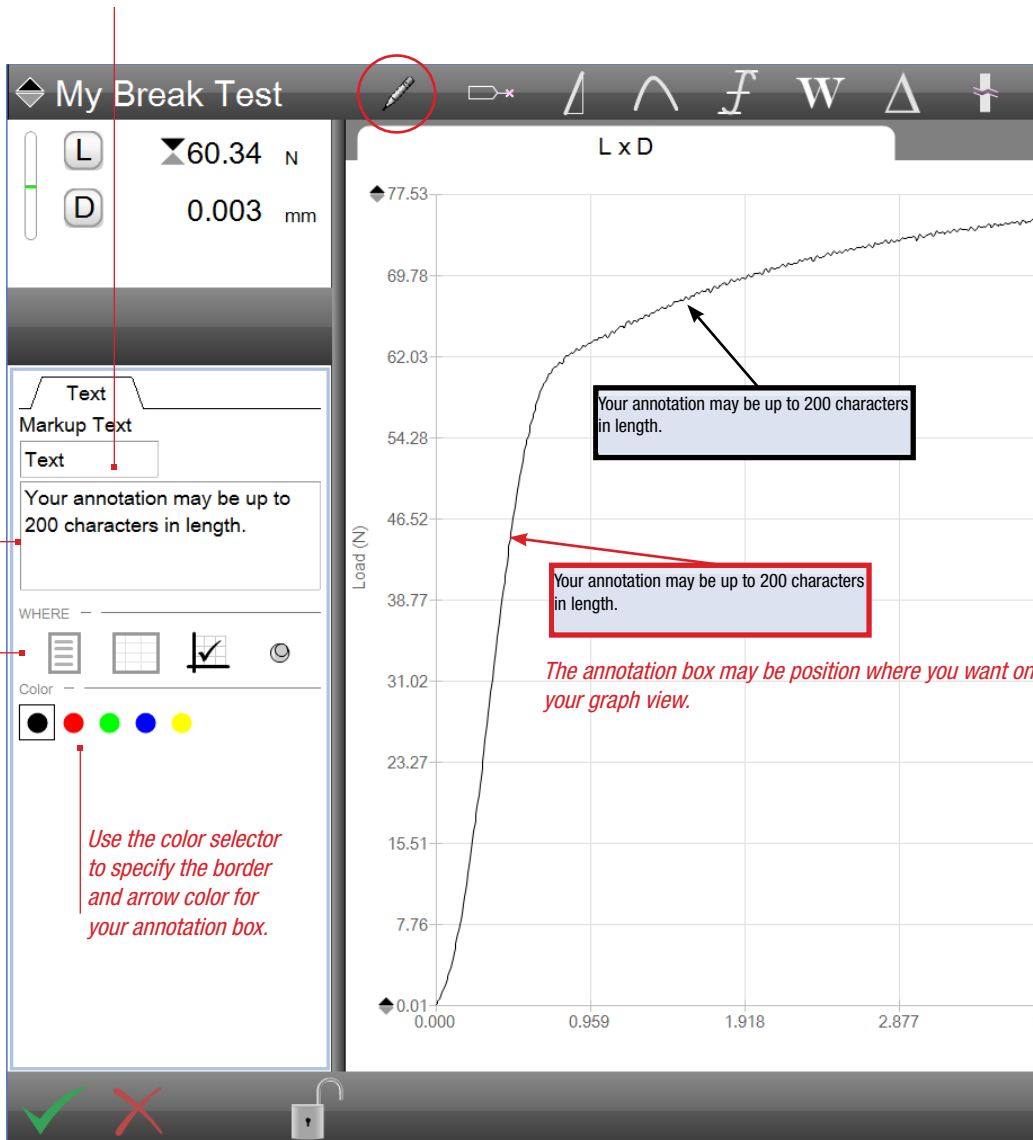 My Break Test
W
L x D
L
60.34 N
D
0.003 mm
Text
Markup Text
Text
Your annotation may be up to
200 characters in length.
WHERE
Color
Use the color selector
to specify the border
and arrow color for
your annotation box.
77.53
69.78
62.03
54.28
46.52
38.77
31.02
23.27
15.51
7.76
0.01
Load (N)
0.000
0.959
1.918
2.877
Your annotation may be up to 200 characters
in length.
Your annotation may be up to 200 characters
in length.
The annotation box may be position where you want on
your graph view.